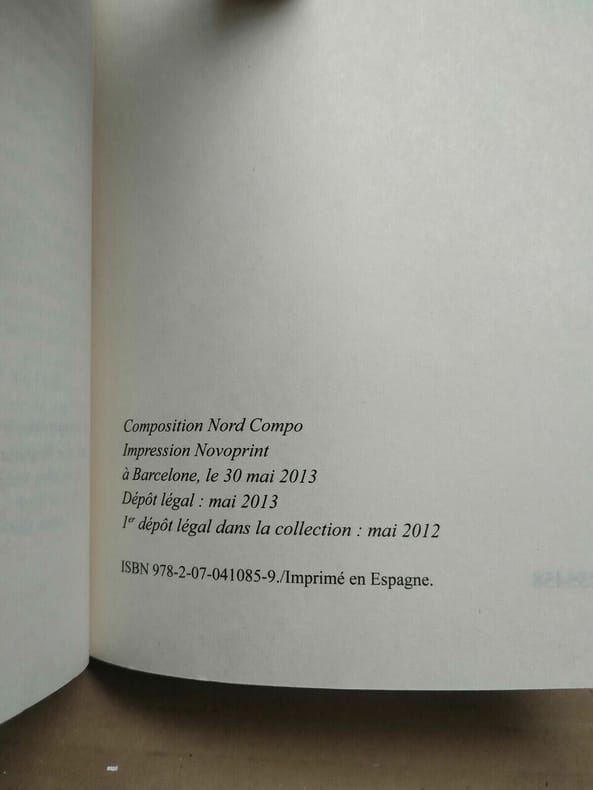 Composition Nord Compo
Impression Novoprint
à Barcelone, le 30 mai 2013
Dépôt légal : mai 2013
1er dépôt légal dans la collection : mai 2012
ISBN 978-2-07-041085-9./Imprimé en Espagne.